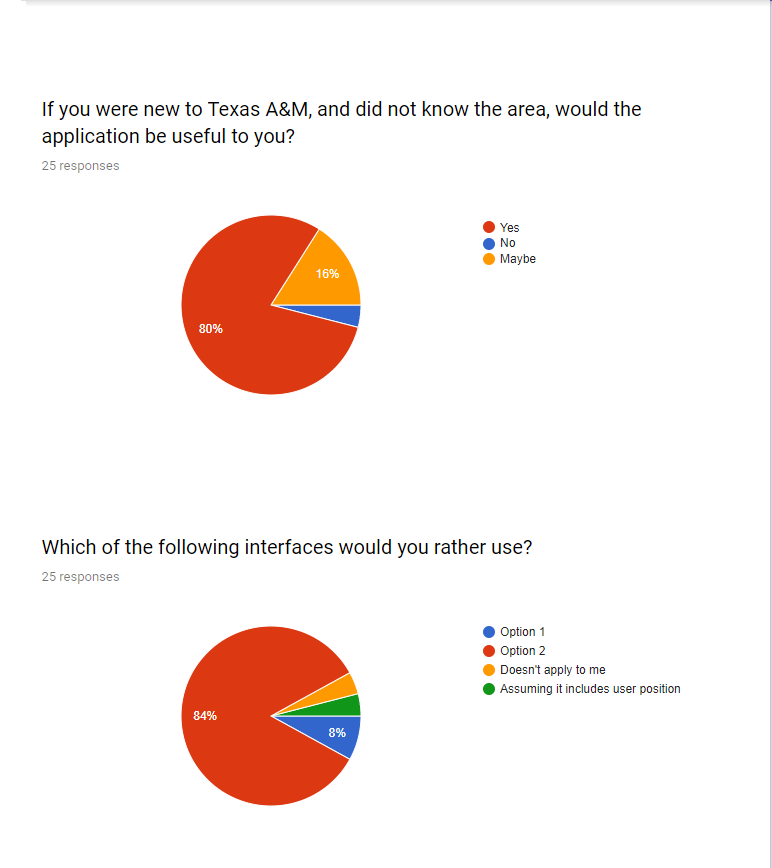 If you were new to Texas A&M, and did not know the area, would the
application be useful to you?
25 responses
Yes
No
Maybe
16%
80%
Which of the following interfaces would you rather use?
25 responses
Option 1
Option 2
Doesn't apply to me
Assuming it includes user position
84%
8%